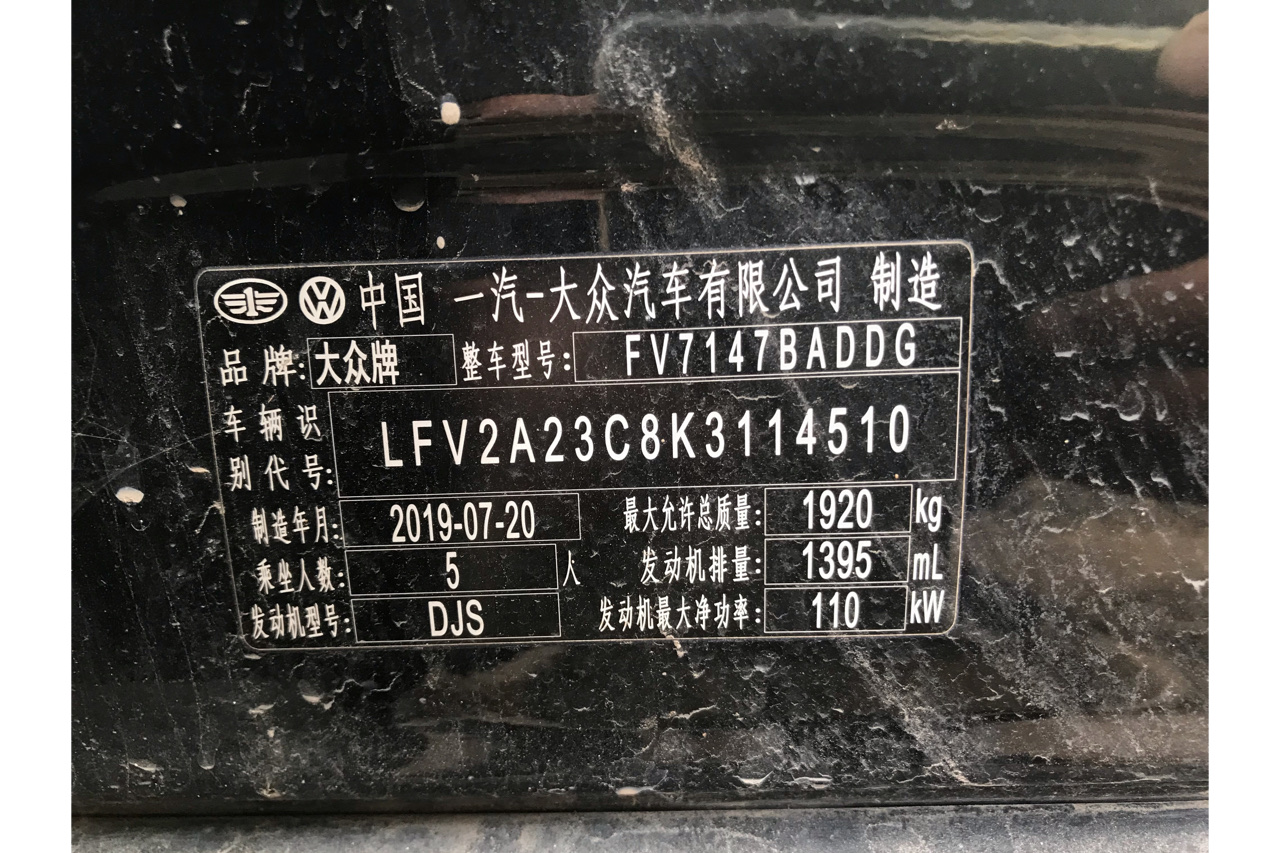 中国 一汽-大众汽车有限公司 制造
品牌: 大众牌 整车型号: FV7147BADDG
车辆识别代号: LFV2A23C8K3114510
制造年月: 2019-07-20 最大允许总质量: 1920 kg
乘坐人数: 5 人 发动机排量: 1395 mL
发动机型号: DJS 发动机最大净功率: 110 kW